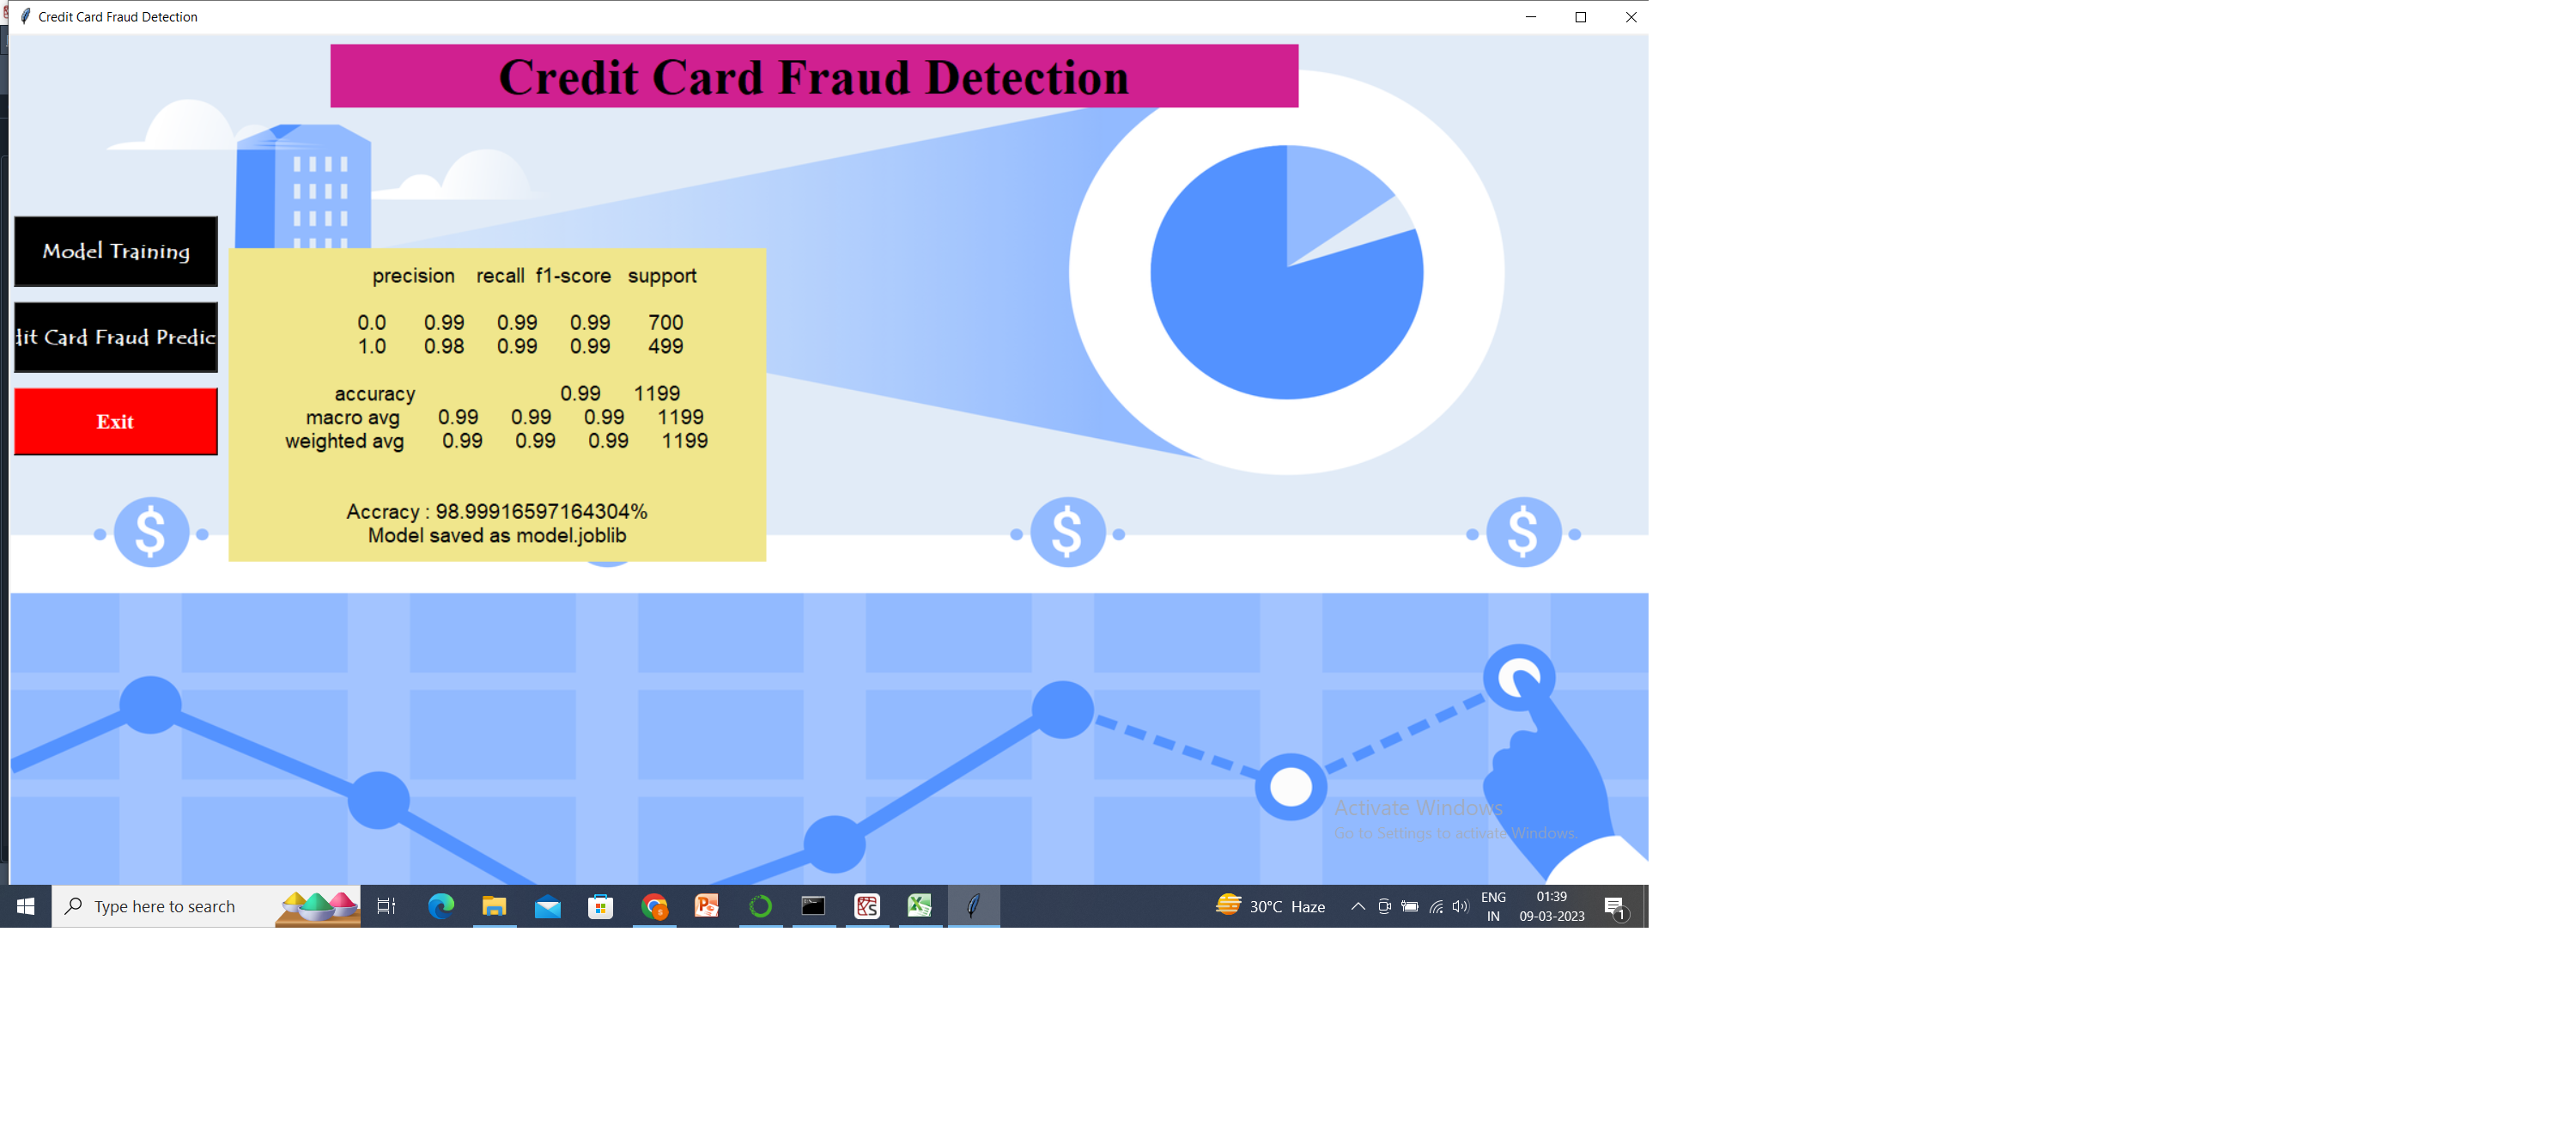 Credit Card Fraud Detection
Credit Card Fraud Detection
Model Training
dit Card Fraud Predic
Exit
precision recall f1-score support
0.0 0.99 0.99 0.99 700
1.0 0.98 0.99 0.99 499
accuracy 0.99 1199
macro avg 0.99 0.99 0.99 1199
weighted avg 0.99 0.99 0.99 1199
Accracy : 98.99916597164304%
Model saved as model.joblib
$ $ $
Activate Windows
Go to Settings to activate Windows.
Type here to search
30°C Haze
ENG
IN
01:39
09-03-2023
1